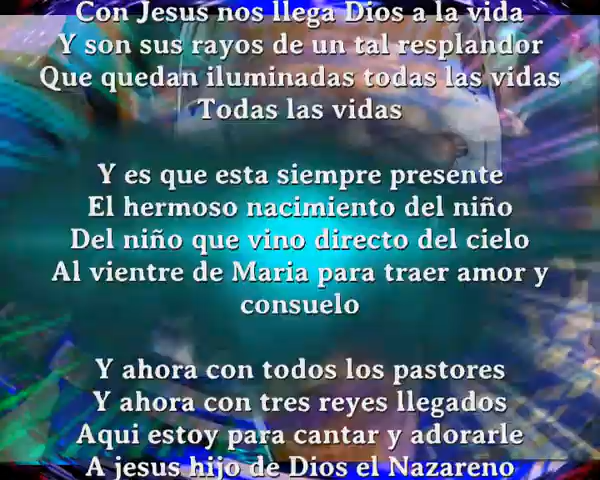 Con Jesus nos llega Dios a la vida
Y son sus rayos de un tal resplandor
Que quedan iluminadas todas las vidas
Todas las vidas
Y es que esta siempre presente
El hermoso nacimiento del niño
Del niño que vino directo del cielo
Al vientre de Maria para traer amor y
consuelo
Y ahora con todos los pastores
Y ahora con tres reyes llegados
Aqui estoy para cantar y adorarle
A jesus hijo de Dios el Nazareno